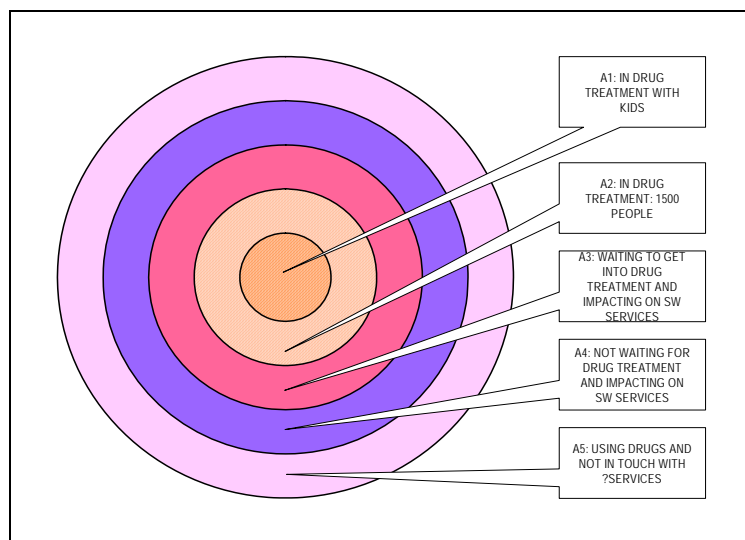 A1: IN DRUG
TREATMENT WITH
KIDS
A2: IN DRUG
TREATMENT: 1500
PEOPLE
A3: WAITING TO GET
INTO DRUG
TREATMENT AND
IMPACTING ON SW
SERVICES
A4: NOT WAITING FOR
DRUG TREATMENT
AND IMPACTING ON
SW SERVICES
A5: USING DRUGS AND
NOT IN TOUCH WITH
?SERVICES